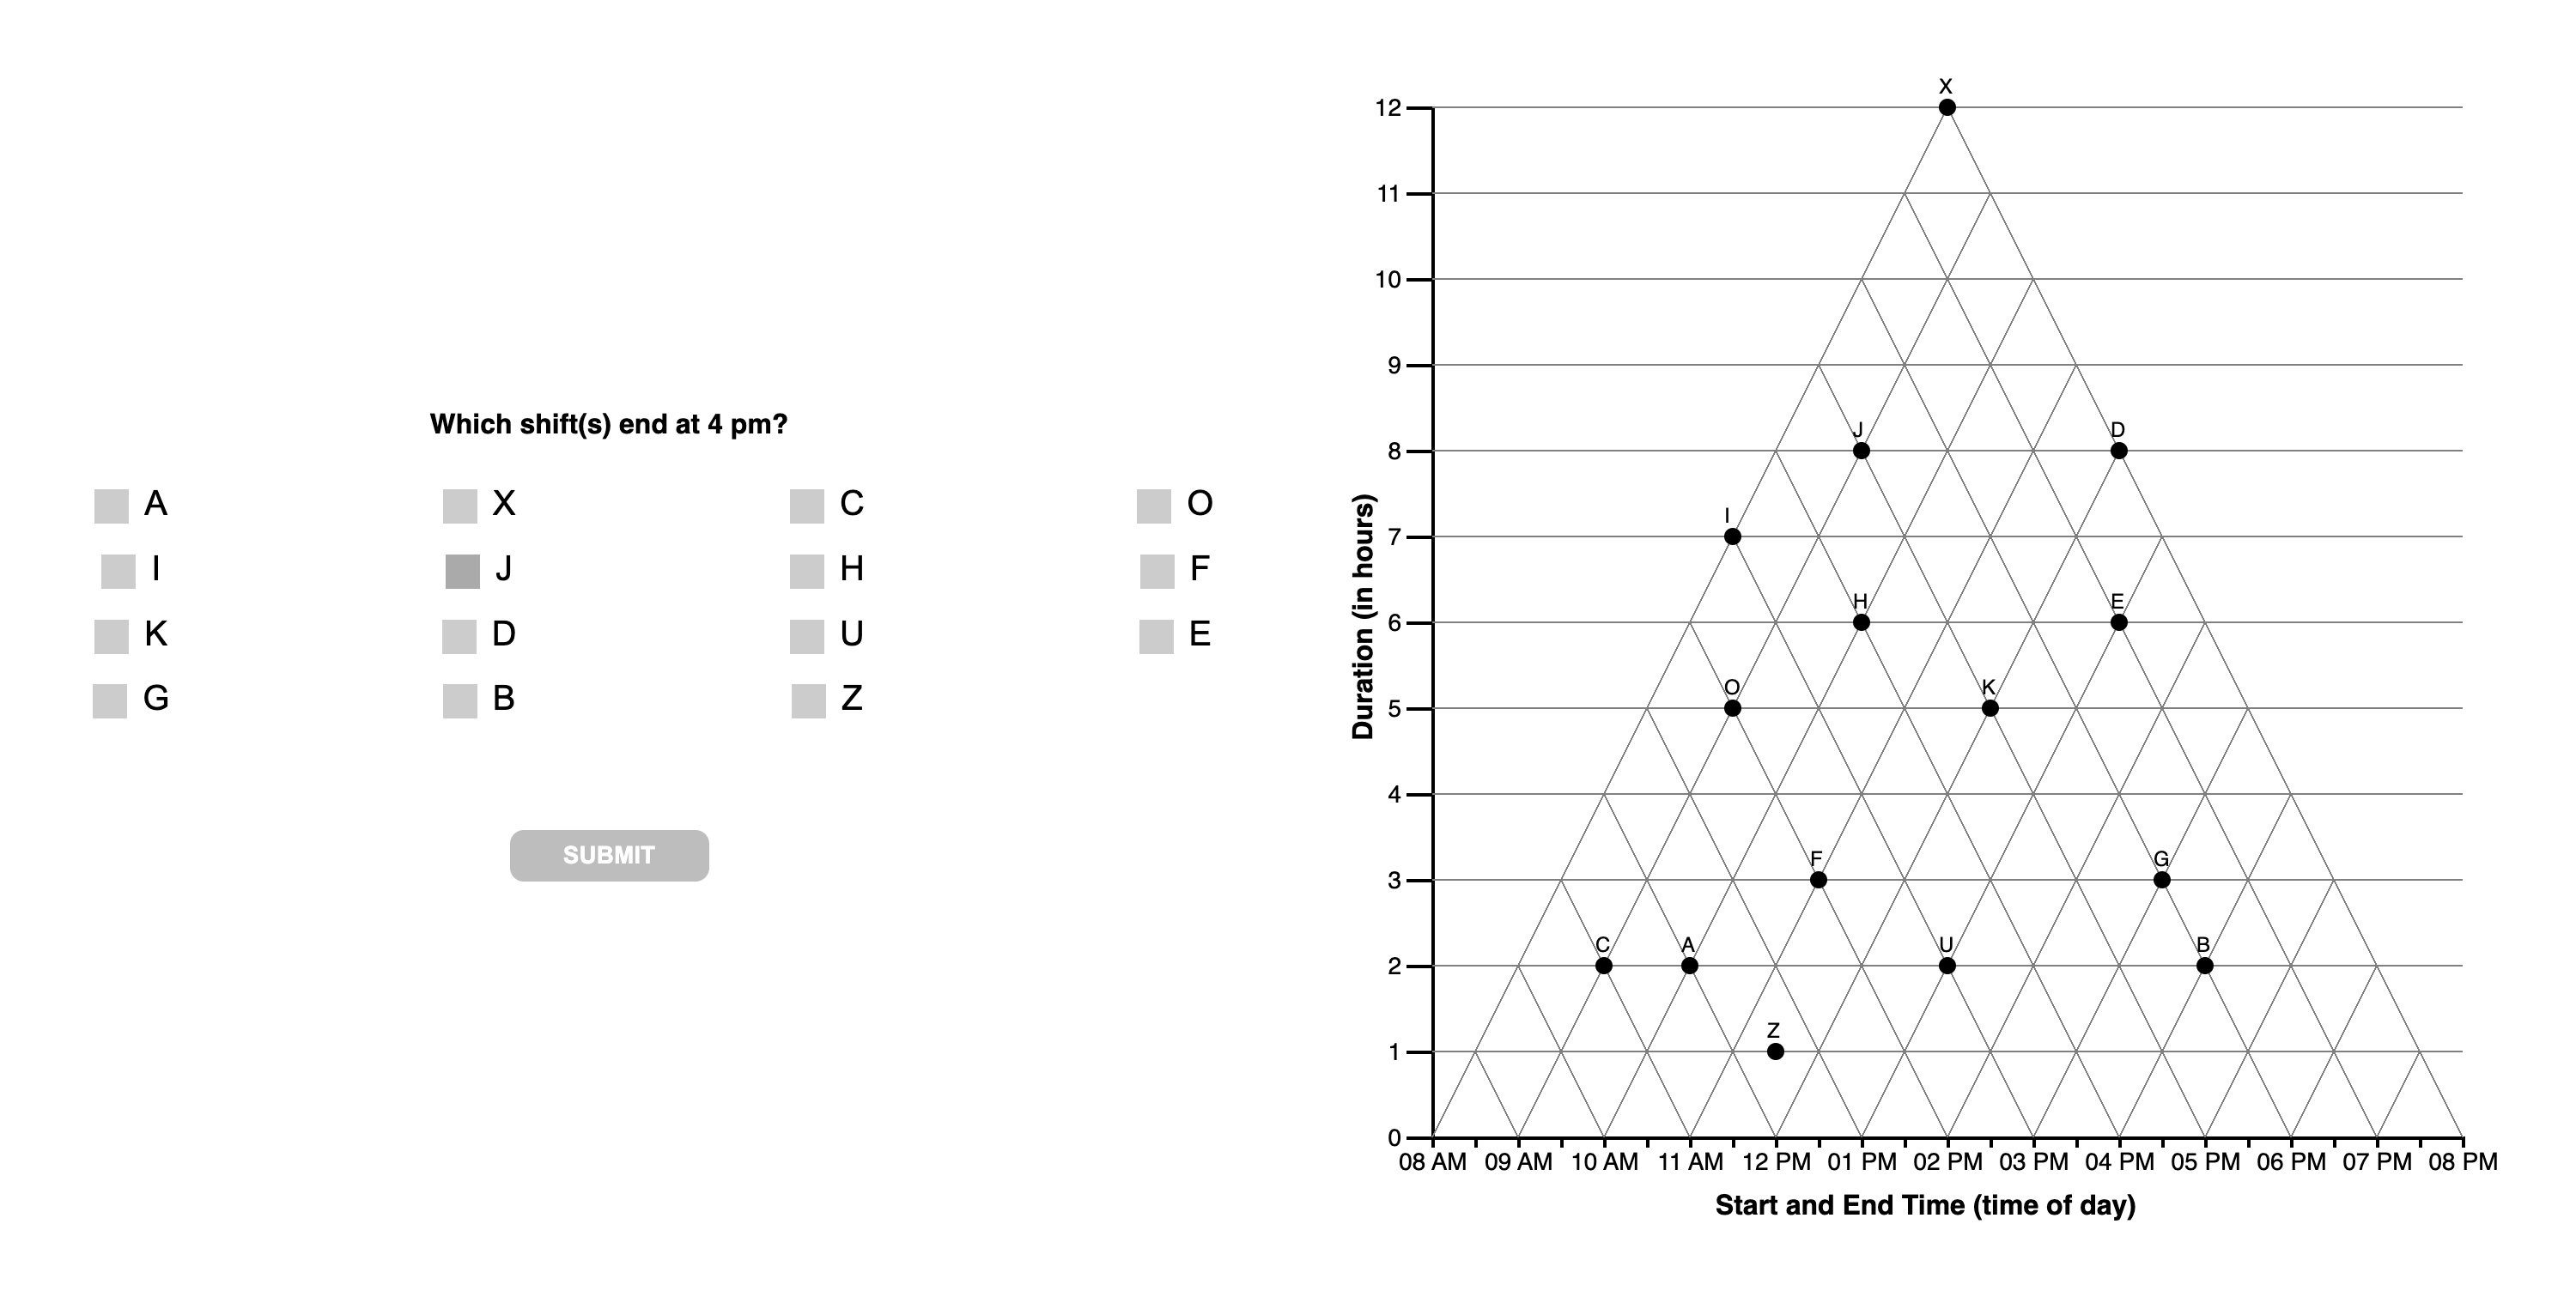 Which shift(s) end at 4 pm?
A X C O
I J H F
K D U E
G B Z
SUBMIT
X
12
11
10
9
J D
8
I
7
H E
6
O K
5
4
F G
3
C A U B
2
Z
1
0
Duration (in hours)
08 AM 09 AM 10 AM 11 AM 12 PM 01 PM 02 PM 03 PM 04 PM 05 PM 06 PM 07 PM 08 PM
Start and End Time (time of day)